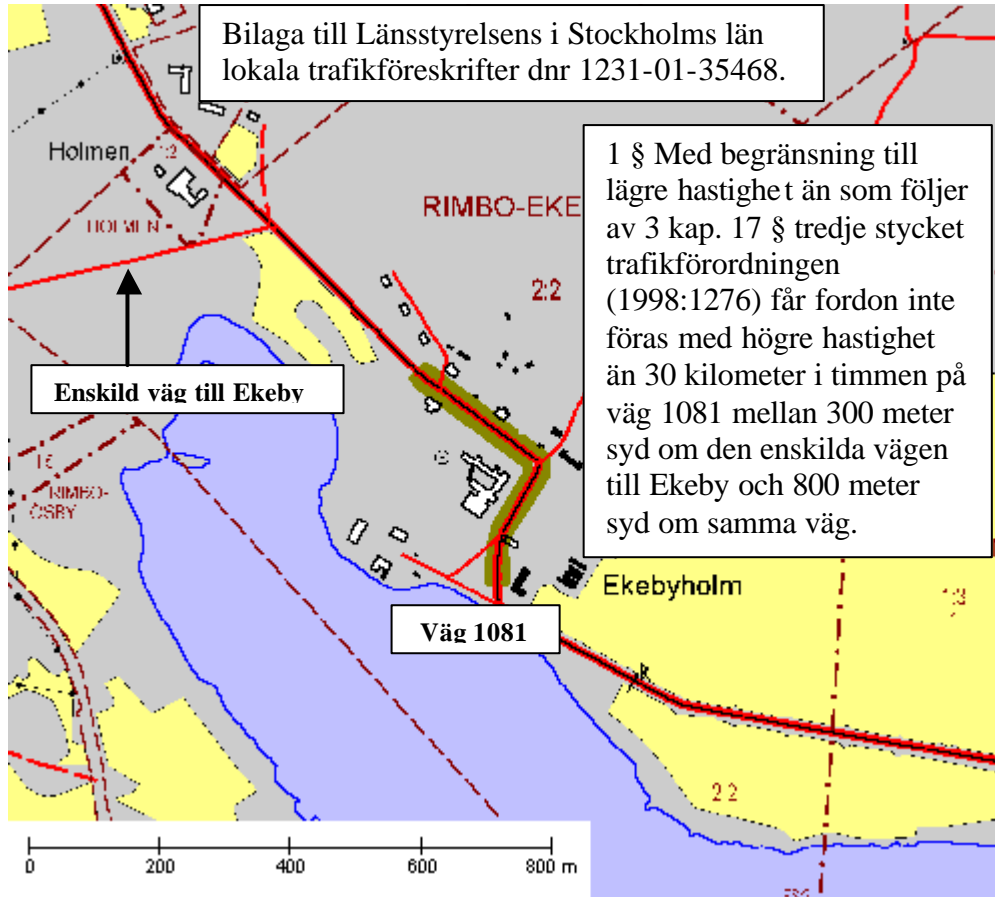 Bilaga till Länsstyrelsens i Stockholms län
lokala trafikföreskrifter dnr 1231-01-35468.
Holmen
1:2
HOLMEN
RIMBO-EKE
2:2
1 § Med begränsning till
lägre hastighet än som följer
av 3 kap. 17 § tredje stycket
trafikförordningen
(1998:1276) får fordon inte
föras med högre hastighet
än 30 kilometer i timmen på
väg 1081 mellan 300 meter
syd om den enskilda vägen
till Ekeby och 800 meter
syd om samma väg.
Enskild väg till Ekeby
RIMBO-
ÖSBY
Ekebyholm
Väg 1081
K
2:2
0 200 400 600 800 m